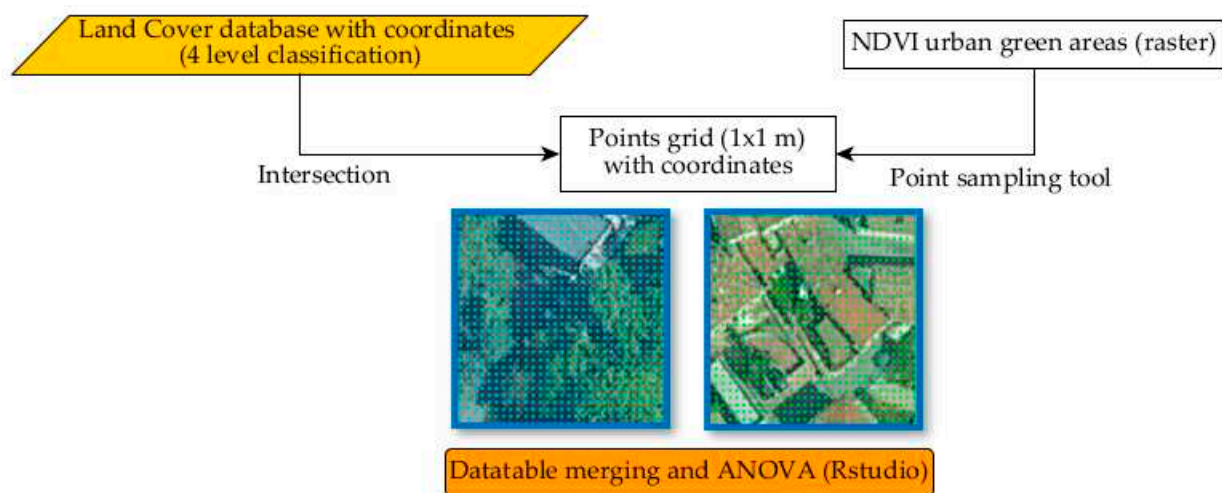 Land Cover database with coordinates
(4 level classification)
NDVI urban green areas (raster)
Points grid (1x1 m)
with coordinates
Intersection
Point sampling tool
Datatable merging and ANOVA (Rstudio)